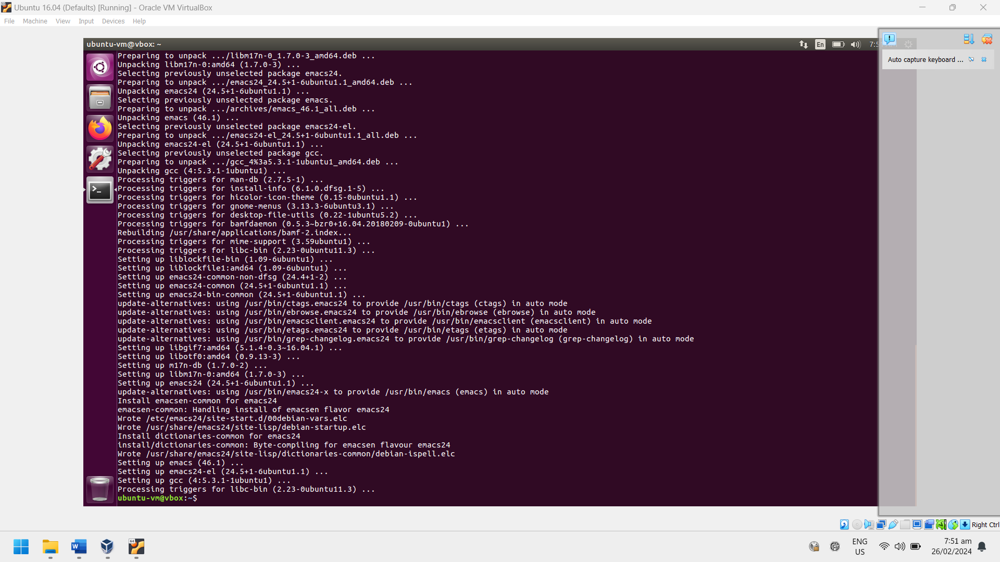 Ubuntu 16.04 (Defaults) [Running] - Oracle VM VirtualBox
File Machine View Input Devices Help
ubuntu-vm@vbox: ~
En
Auto capture keyboard ...
Preparing to unpack .../libm17n-0_1.7.0-3_amd64.deb ...
Unpacking libm17n-0:amd64 (1.7.0-3) ...
Selecting previously unselected package emacs24.
Preparing to unpack .../emacs24_24.5+1-6ubuntu1.1_amd64.deb ...
Unpacking emacs24 (24.5+1-6ubuntu1.1) ...
Selecting previously unselected package emacs.
Preparing to unpack .../archives/emacs_46.1_all.deb ...
Unpacking emacs (46.1) ...
Selecting previously unselected package emacs24-el.
Preparing to unpack .../emacs24-el_24.5+1-6ubuntu1.1_all.deb ...
Unpacking emacs24-el (24.5+1-6ubuntu1.1) ...
Selecting previously unselected package gcc.
Preparing to unpack .../gcc_4%3a5.3.1-1ubuntu1_amd64.deb ...
Unpacking gcc (4:5.3.1-1ubuntu1) ...
Processing triggers for man-db (2.7.5-1) ...
Processing triggers for install-info (6.1.0.dfsg.1-5) ...
Processing triggers for hicolor-icon-theme (0.15-0ubuntu1.1) ...
Processing triggers for gnome-menus (3.13.3-6ubuntu3.1) ...
Processing triggers for desktop-file-utils (0.22-1ubuntu5.2) ...
Processing triggers for bamfdaemon (0.5.3~bzr0+16.04.20180209-0ubuntu1) ...
Rebuilding /usr/share/applications/bamf-2.index...
Processing triggers for mime-support (3.59ubuntu1) ...
Processing triggers for libc-bin (2.23-0ubuntu11.3) ...
Setting up liblockfile-bin (1.09-6ubuntu1) ...
Setting up liblockfile1:amd64 (1.09-6ubuntu1) ...
Setting up emacs24-common-non-dfsg (24.4+1-2) ...
Setting up emacs24-common (24.5+1-6ubuntu1.1) ...
Setting up emacs24-bin-common (24.5+1-6ubuntu1.1) ...
update-alternatives: using /usr/bin/ctags.emacs24 to provide /usr/bin/ctags (ctags) in auto mode
update-alternatives: using /usr/bin/ebrowse.emacs24 to provide /usr/bin/ebrowse (ebrowse) in auto mode
update-alternatives: using /usr/bin/emacsclient.emacs24 to provide /usr/bin/emacsclient (emacsclient) in auto mode
update-alternatives: using /usr/bin/etags.emacs24 to provide /usr/bin/etags (etags) in auto mode
update-alternatives: using /usr/bin/grep-changelog.emacs24 to provide /usr/bin/grep-changelog (grep-changelog) in auto mode
Setting up libgif7:amd64 (5.1.4-0.3~16.04.1) ...
Setting up libotf0:amd64 (0.9.13-3) ...
Setting up m17n-db (1.7.0-2) ...
Setting up libm17n-0:amd64 (1.7.0-3) ...
Setting up emacs24 (24.5+1-6ubuntu1.1) ...
update-alternatives: using /usr/bin/emacs24-x to provide /usr/bin/emacs (emacs) in auto mode
Install emacsen-common for emacs24
emacsen-common: Handling install of emacsen flavor emacs24
Wrote /etc/emacs24/site-start.d/00debian-vars.elc
Wrote /usr/share/emacs24/site-lisp/debian-startup.elc
Install dictionaries-common for emacs24
install/dictionaries-common: Byte-compiling for emacsen flavour emacs24
Wrote /usr/share/emacs24/site-lisp/dictionaries-common/debian-ispell.elc
Setting up emacs (46.1) ...
Setting up emacs24-el (24.5+1-6ubuntu1.1) ...
Setting up gcc (4:5.3.1-1ubuntu1) ...
Processing triggers for libc-bin (2.23-0ubuntu11.3) ...
ubuntu-vm@vbox:~$
Right Ctrl
ENG
US
7:51 am
26/02/2024